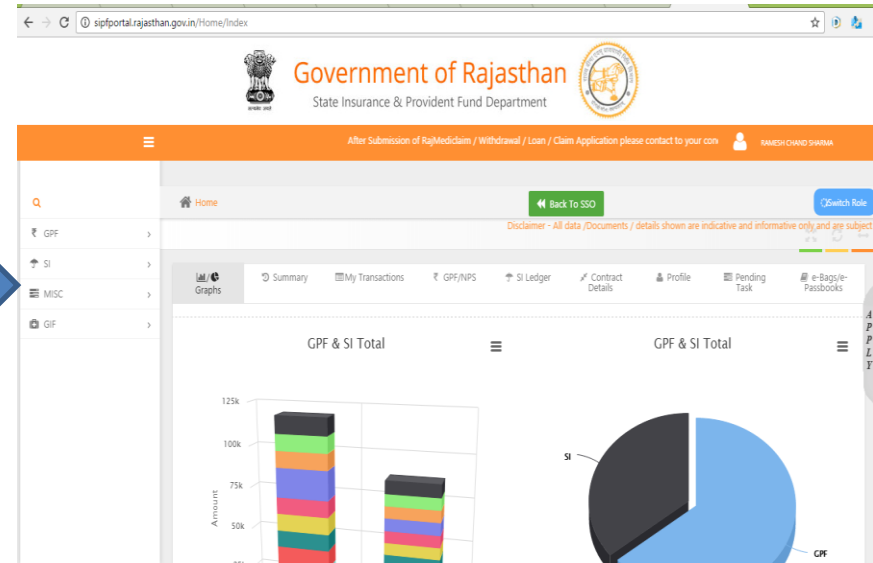 sipfportal.rajasthan.gov.in/Home/Index
Government of Rajasthan
State Insurance & Provident Fund Department
After Submission of RajMediclaim / Withdrawal / Loan / Claim Application please contact to your con
RAMESH CHAND SHARMA
Home
Back To SSO
Switch Role
Disclaimer - All data /Documents / details shown are indicative and informative only and are subject
₹ GPF
SI
MISC
GIF
/
Graphs
Summary
My Transactions
₹ GPF/NPS
SI Ledger
Contract
Details
Profile
Pending
Task
e-Bags/e-
Passbooks
A
P
P
L
Y
GPF & SI Total
125k
100k
75k
50k
Amount
GPF & SI Total
SI
GPF